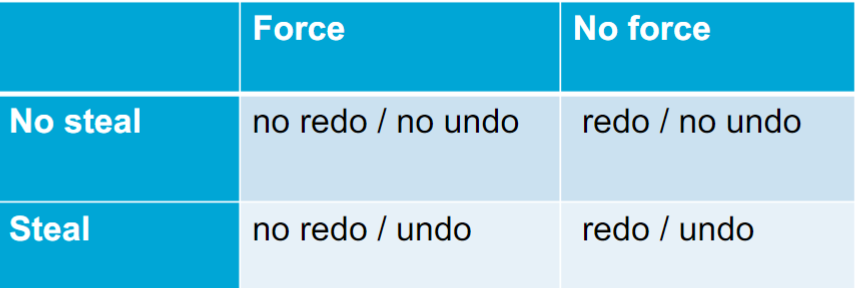 Force No force
No steal no redo / no undo redo / no undo
Steal no redo / undo redo / undo